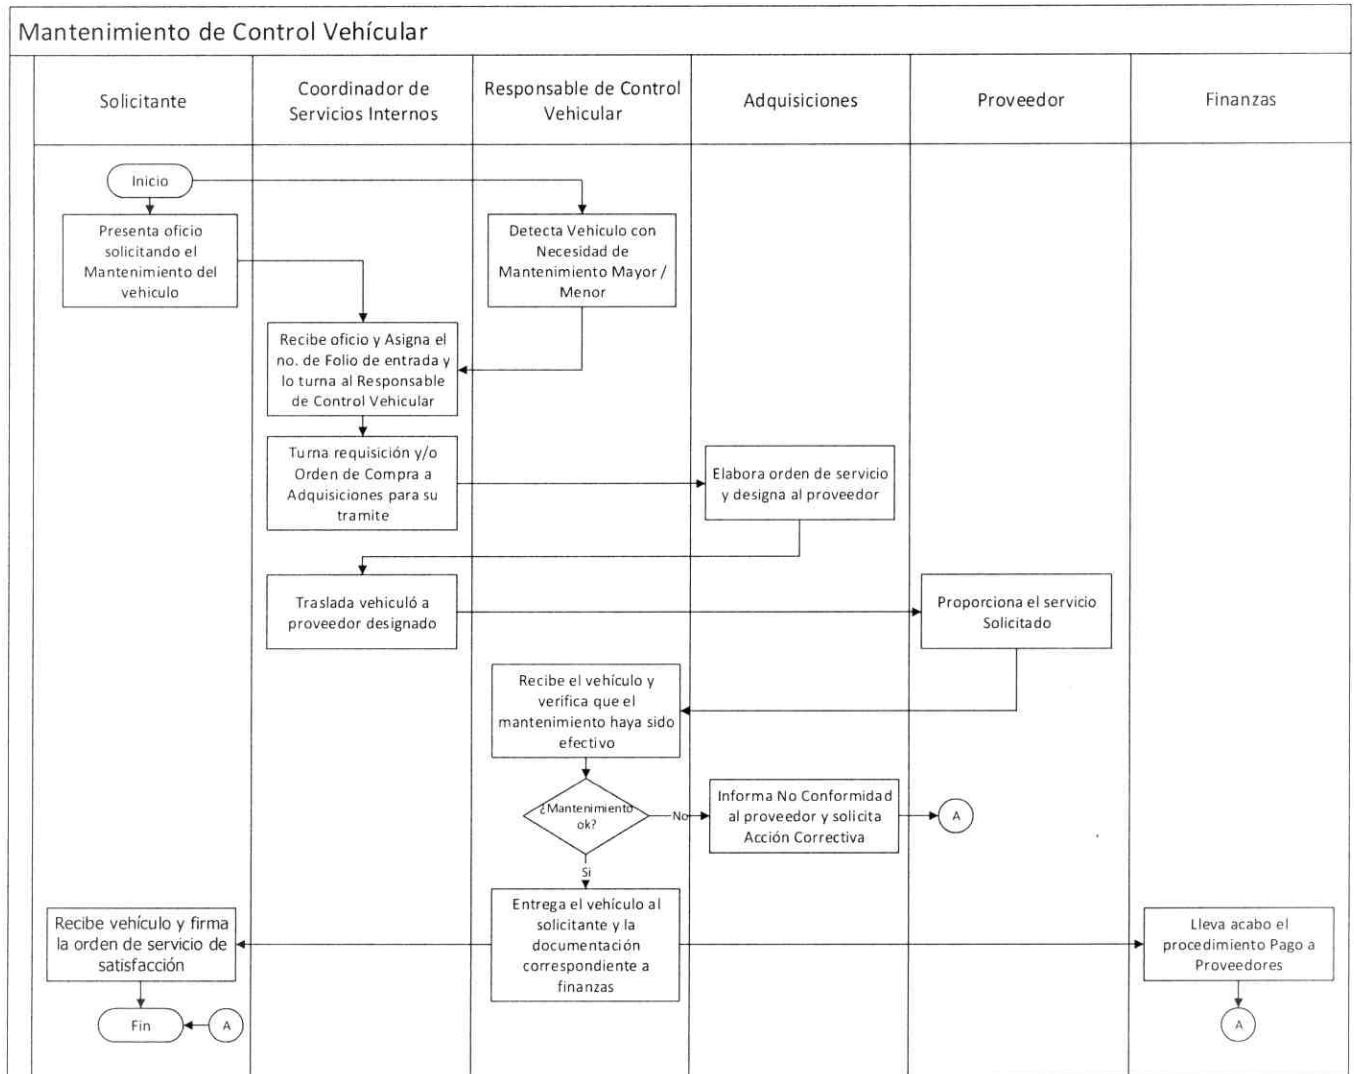 Mantenimiento de Control Vehícular
Solicitante
Coordinador de
Servicios Internos
Responsable de Control
Vehicular
Adquisiciones
Proveedor
Finanzas
Inicio
Presenta oficio
solicitando el
Mantenimiento del
vehiculo
Detecta Vehiculo con
Necesidad de
Mantenimiento Mayor /
Menor
Recibe oficio y Asigna el
no. de Folio de entrada y
lo turna al Responsable
de Control Vehicular
Turna requisición y/o
Orden de Compra a
Adquisiciones para su
tramite
Elabora orden de servicio
y designa al proveedor
Traslada vehiculó a
proveedor designado
Proporciona el servicio
Solicitado
Recibe el vehículo y
verifica que el
mantenimiento haya sido
efectivo
¿Mantenimiento
ok?
No
Informa No Conformidad
al proveedor y solicita
Acción Correctiva
A
Si
Entrega el vehículo al
solicitante y la
documentación
correspondiente a
finanzas
Recibe vehículo y firma
la orden de servicio de
satisfacción
Lleva acabo el
procedimiento Pago a
Proveedores
Fin
A
A